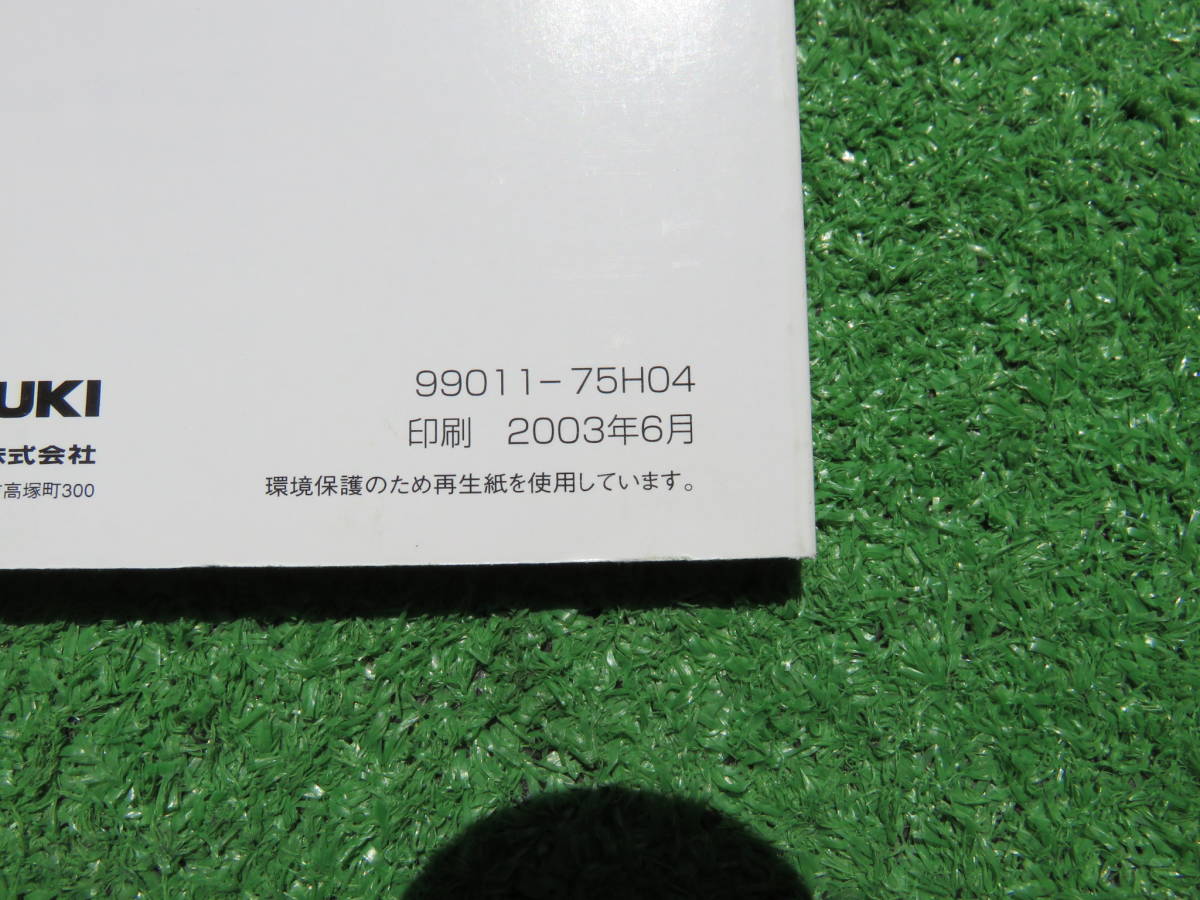 UKI
99011-75H04
式会社
印刷 2003年6月
高塚町300
環境保護のため再生紙を使用しています。